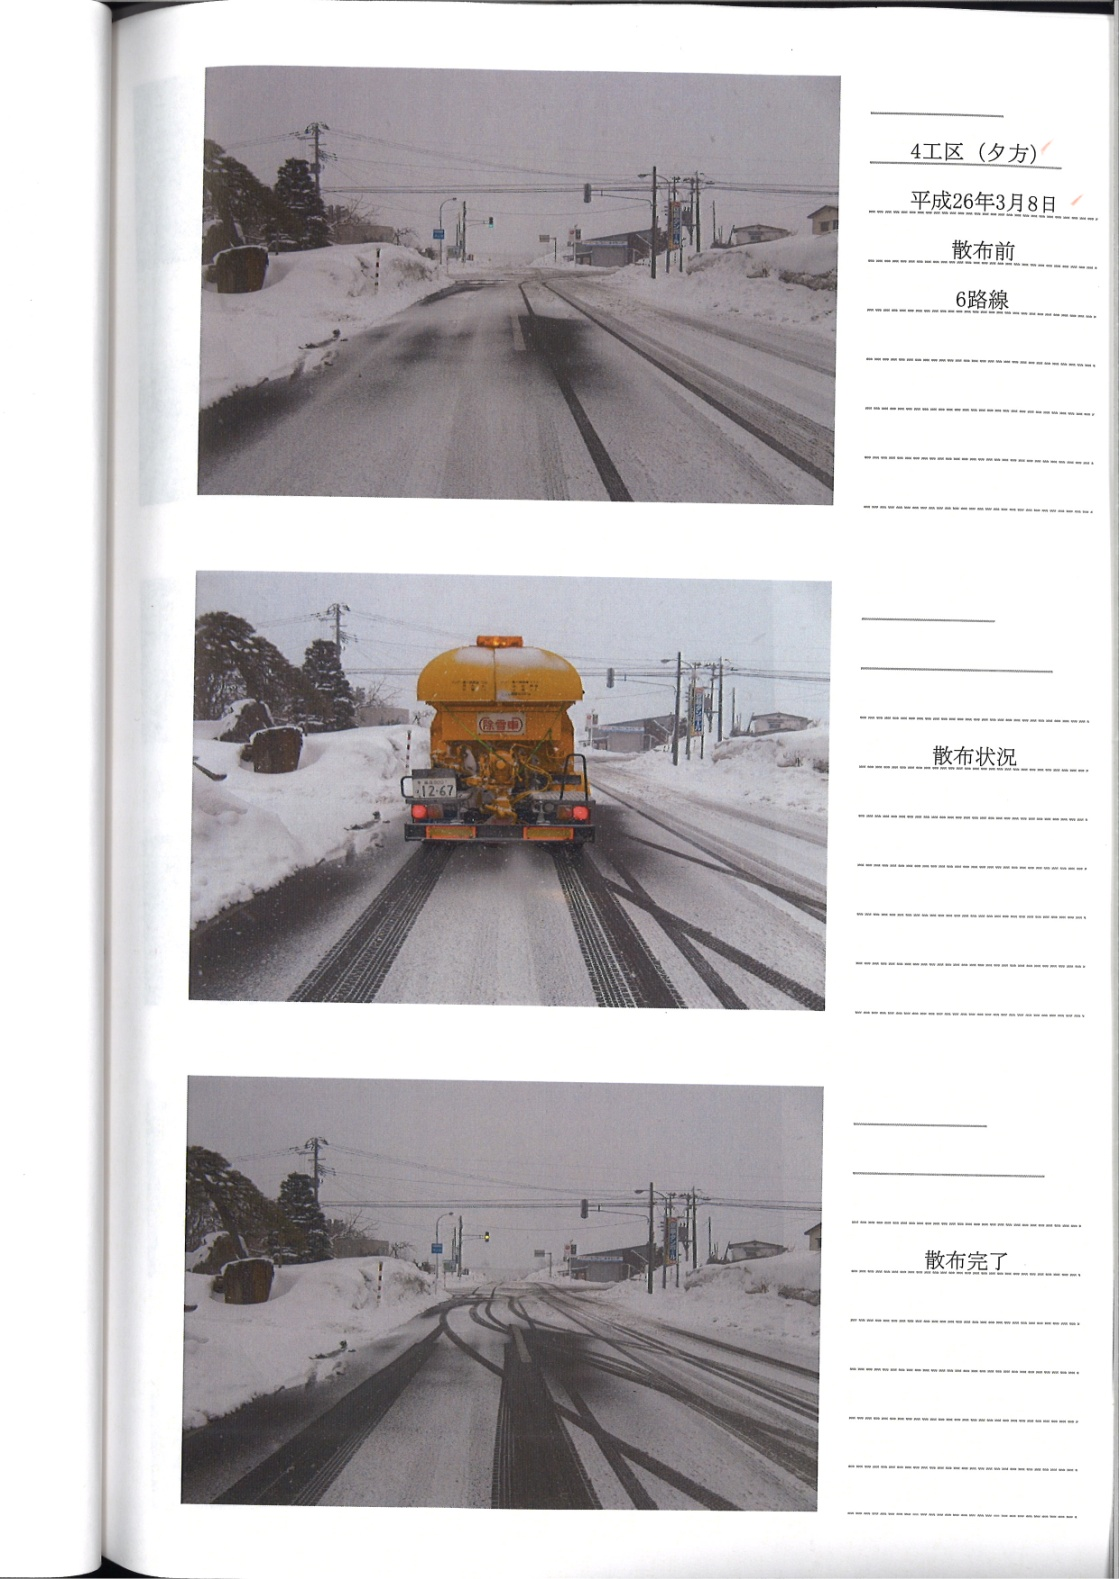 4工区（夕方）
平成26年3月8日
散布前
6路線
除雪車
12-67
散布状況
散布完了